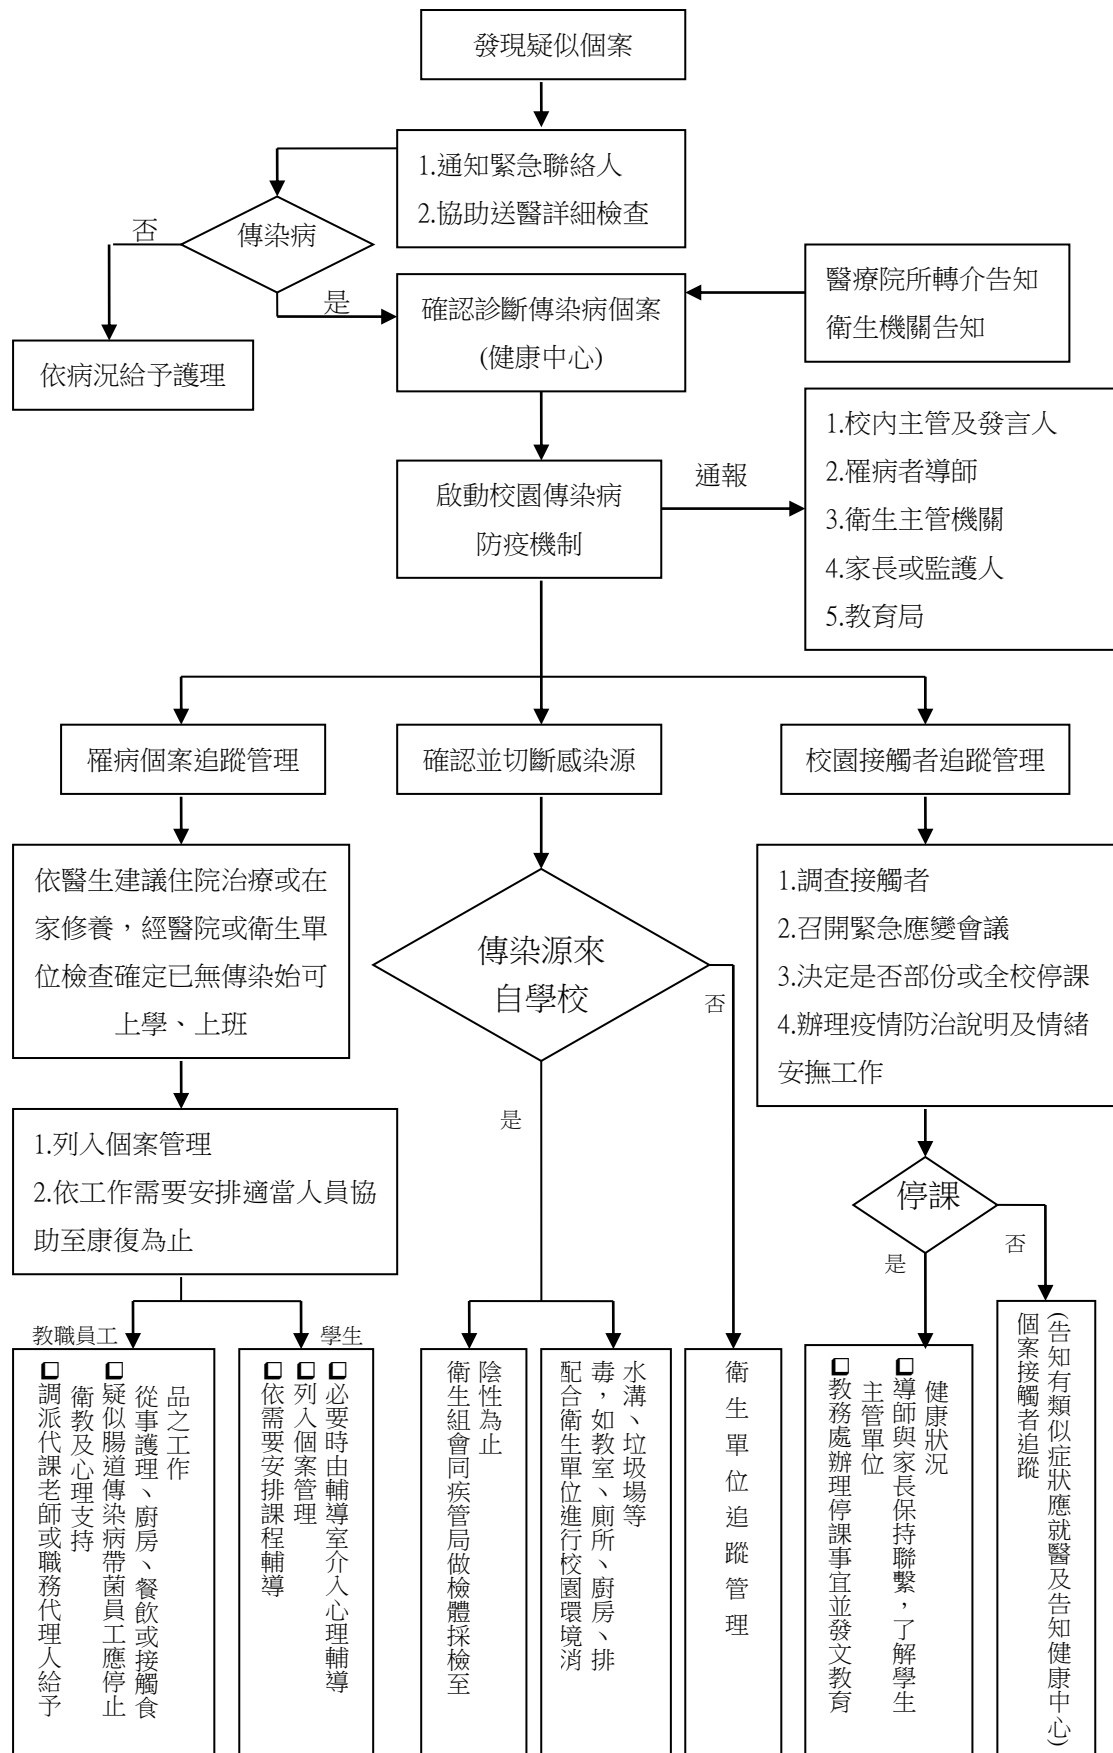 發現疑似個案
1.通知緊急聯絡人
2.協助送醫詳細檢查
傳染病
否
是
依病況給予護理
確認診斷傳染病個案
(健康中心)
醫療院所轉介告知
衛生機關告知
啟動校園傳染病
防疫機制
通報
1.校內主管及發言人
2.罹病者導師
3.衛生主管機關
4.家長或監護人
5.教育局
罹病個案追蹤管理
確認並切斷感染源
校園接觸者追蹤管理
依醫生建議住院治療或在
家修養，經醫院或衛生單
位檢查確定已無傳染始可
上學、上班
1.列入個案管理
2.依工作需要安排適當人員協
助至康復為止
傳染源來
自學校
是
否
1.調查接觸者
2.召開緊急應變會議
3.決定是否部份或全校停課
4.辦理疫情防治說明及情緒
安撫工作
停課
是
否
教職員工
❑調派代課老師或職務代理人給予
衛教及心理支持
❑疑似腸道傳染病帶菌員工應停止
從事護理、廚房、餐飲或接觸食
品之工作
學生
❑依需要安排課程輔導
❑列入個案管理
❑必要時由輔導室介入心理輔導
衛生組會同疾管局做檢體採檢至
陰性為止
配合衛生單位進行校園環境消
毒，如教室、廁所、廚房、排
水溝、垃圾場等
衛生單位追蹤管理
❑教務處辦理停課事宜並發文教育
主管單位
❑導師與家長保持聯繫，了解學生
健康狀況
個案接觸者追蹤
(告知有類似症狀應就醫及告知健康中心)